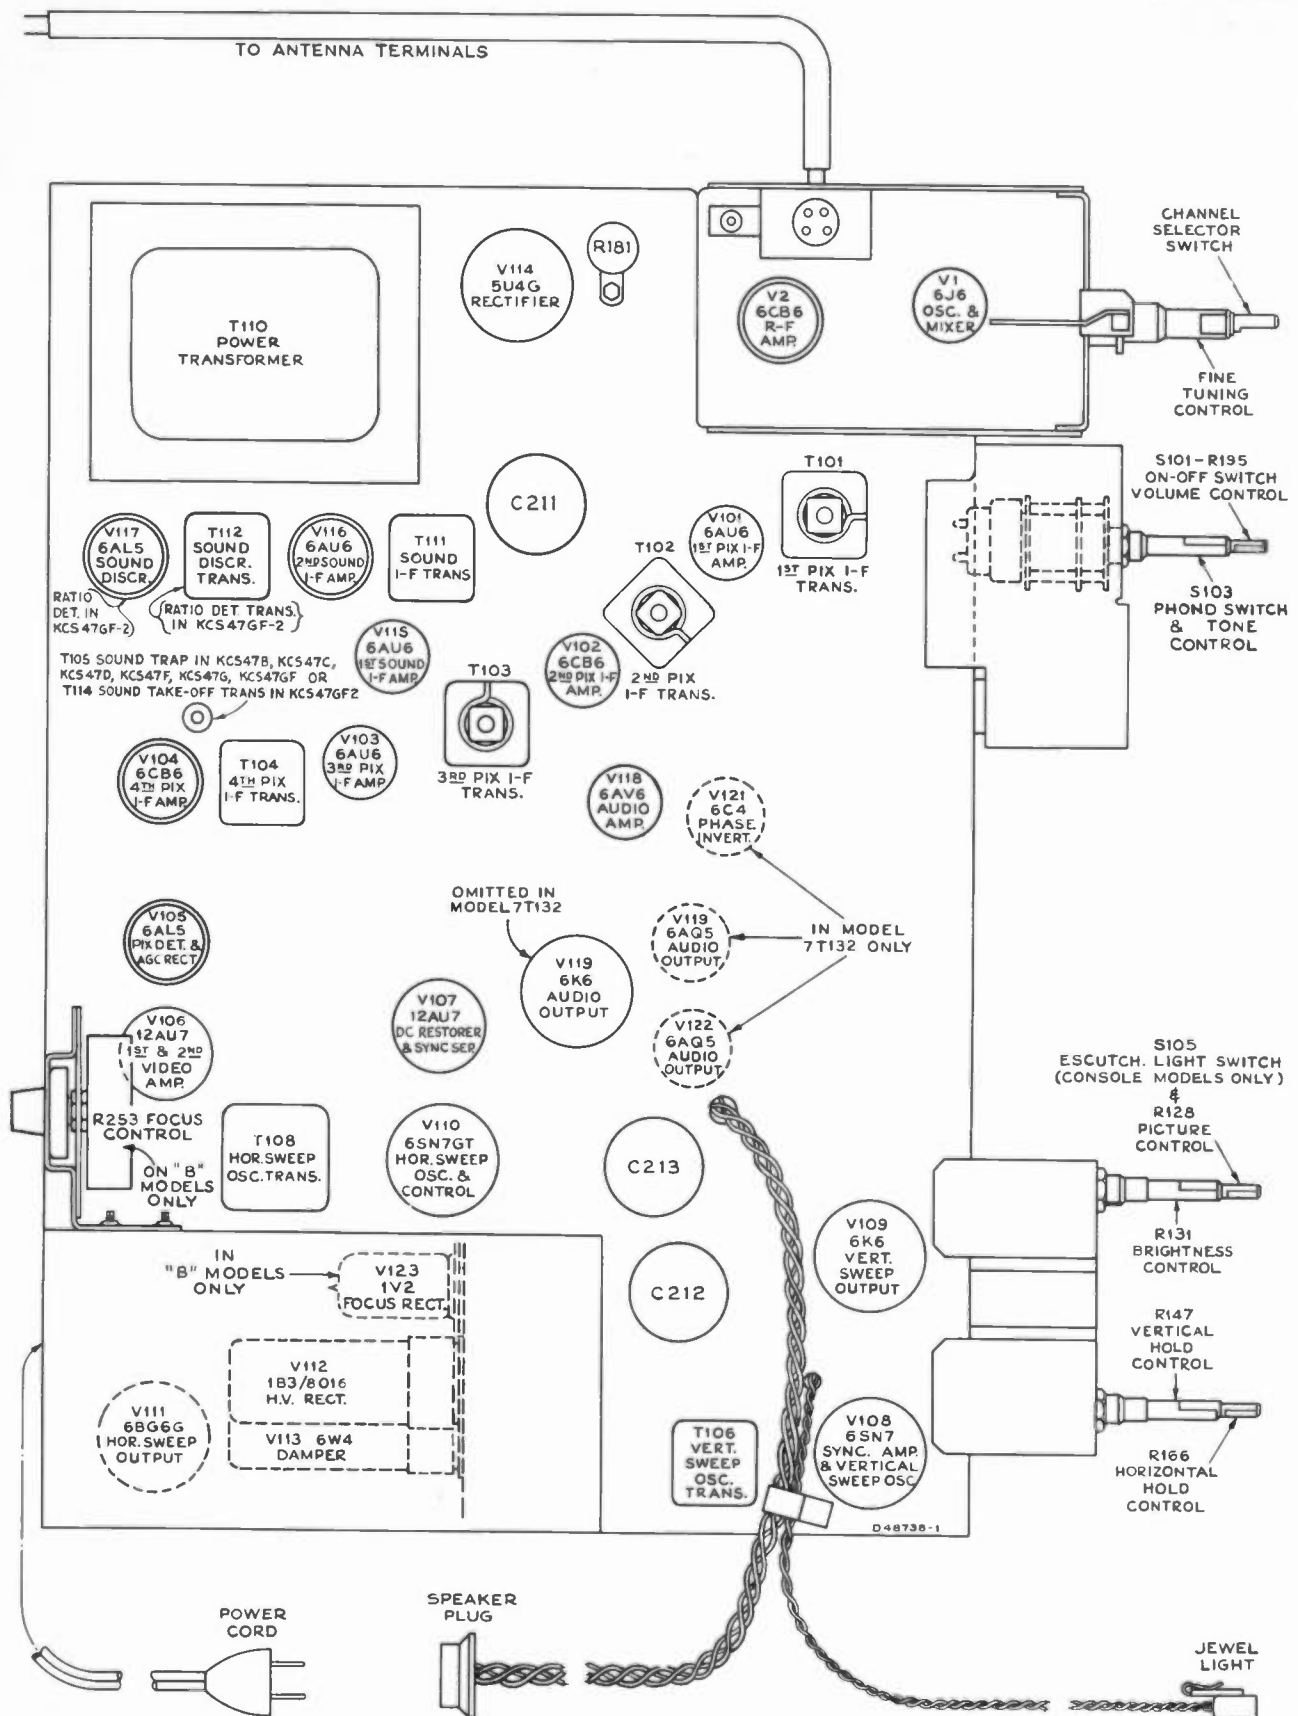 TO ANTENNA TERMINALS
CHANNEL
SELECTOR
SWITCH
R181
V114
5U4G
RECTIFIER
V2
6CB6
R-F
AMP.
V1
6J6
OSC. &
MIXER
T110
POWER
TRANSFORMER
FINE
TUNING
CONTROL
S101-R195
ON-OFF SWITCH
VOLUME CONTROL
T101
C211
V117
6AL5
SOUND
DISCR.
T112
SOUND
DISCR.
TRANS.
V116
6AU6
2ND SOUND
I-F AMP.
T111
SOUND
I-F TRANS
V101
6AU6
1ST PIX I-F
AMP.
T102
1ST PIX I-F
TRANS.
S103
PHONO SWITCH
& TONE
CONTROL
RATIO
DET. IN
KCS47GF-2)
(RATIO DET. TRANS.
IN KCS47GF-2)
V115
6AU6
1ST SOUND
I-F AMP.
V102
6CB6
2ND PIX I-F
AMP.
2ND PIX
I-F TRANS.
T105 SOUND TRAP IN KCS47B, KCS47C,
KCS47D, KCS47F, KCS47G, KCS47GF OR
T114 SOUND TAKE-OFF TRANS IN KCS47GF2
T103
V104
6CB6
4TH PIX
I-F AMP.
T104
4TH PIX
I-F TRANS.
V103
6AU6
3RD PIX
I-F AMP.
3RD PIX I-F
TRANS.
V118
6AV6
AUDIO
AMP.
V121
6C4
PHASE
INVERT.
OMITTED IN
MODEL 7T132
V105
6AL5
PIX DET. &
AGC RECT.
V119
6AQ5
AUDIO
OUTPUT
IN MODEL
7T132 ONLY
V119
6K6
AUDIO
OUTPUT
V107
12AU7
DC RESTORER
& SYNC SEP.
V122
6AQ5
AUDIO
OUTPUT
V106
12AU7
1ST & 2ND
VIDEO
AMP.
S105
ESCUTCH. LIGHT SWITCH
(CONSOLE MODELS ONLY)
&
R128
PICTURE
CONTROL
R253 FOCUS
CONTROL
ON "B"
MODELS
ONLY
T108
HOR. SWEEP
OSC. TRANS.
V110
6SN7GT
HOR. SWEEP
OSC. &
CONTROL
C213
V109
6K6
VERT.
SWEEP
OUTPUT
R131
BRIGHTNESS
CONTROL
IN
"B" MODELS
ONLY
V123
1V2
FOCUS RECT.
C212
R147
VERTICAL
HOLD
CONTROL
V112
1B3/8016
H.V. RECT.
V111
6BG6G
HOR. SWEEP
OUTPUT
V113 6W4
DAMPER
T106
VERT.
SWEEP
OSC.
TRANS.
V108
6SN7
SYNC. AMP.
& VERTICAL
SWEEP OSC
R166
HORIZONTAL
HOLD
CONTROL
D48738-1
POWER
CORD
SPEAKER
PLUG
JEWEL
LIGHT